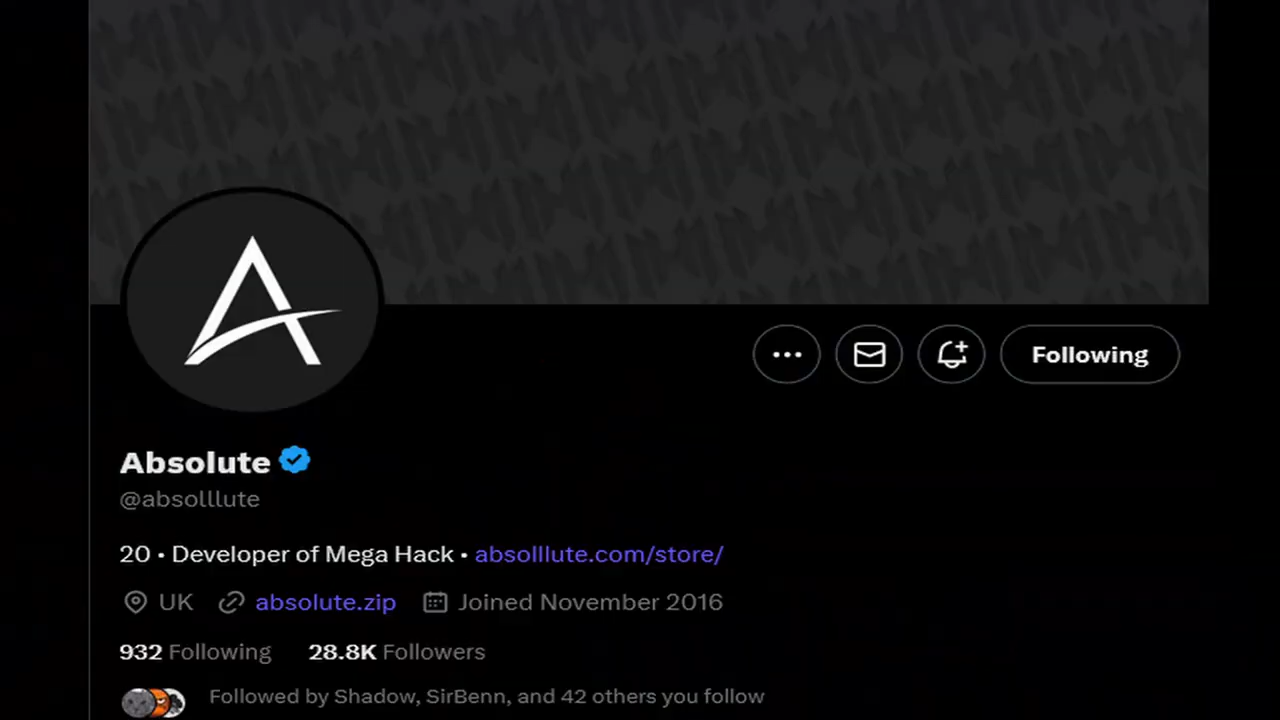 Following
Absolute
@absolllute
20 • Developer of Mega Hack • absolllute.com/store/
UK absolute.zip Joined November 2016
932 Following 28.8K Followers
Followed by Shadow, SirBenn, and 42 others you follow